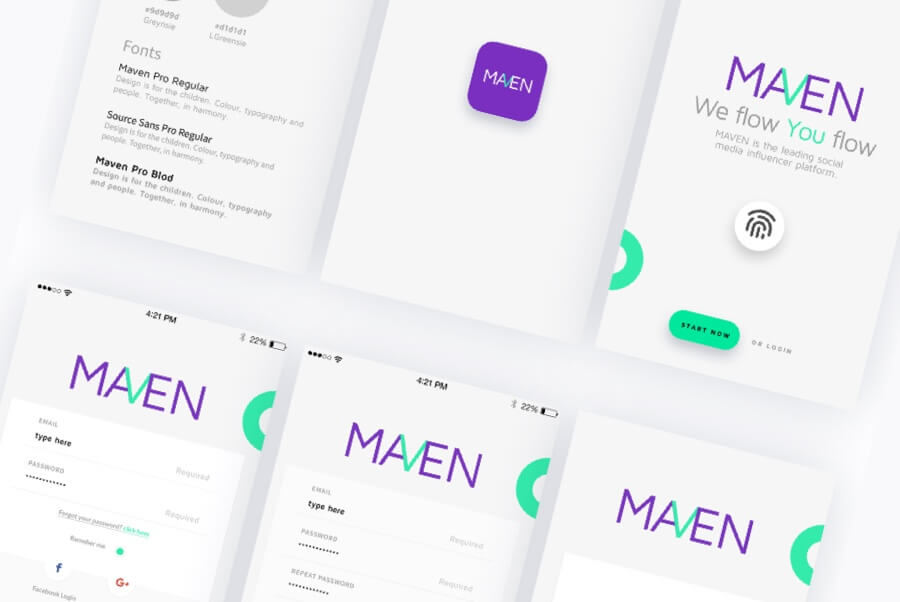 #9d9d9d
Greynsie
#d1d1d1
LGreensie
Fonts
Maven Pro Regular
Design is for the children. Colour, typography and
people. Together, in harmony.
Source Sans Pro Regular
Design is for the children. Colour, typography and
people. Together, in harmony.
Maven Pro Blod
Design is for the children. Colour, typography
and people. Together, in harmony.
MAVEN
MAVEN
We flow You flow
MAVEN is the leading social
media influencer platform.
START NOW
OR LOGIN
4:21 PM
22%
MAVEN
EMAIL
type here
Required
PASSWORD
Required
Forgot your password? click here
Remeber me
f
G+
Facebook Login
4:21 PM
22%
MAVEN
EMAIL
type here
PASSWORD
Required
REPEAT PASSWORD
Required
MAVEN